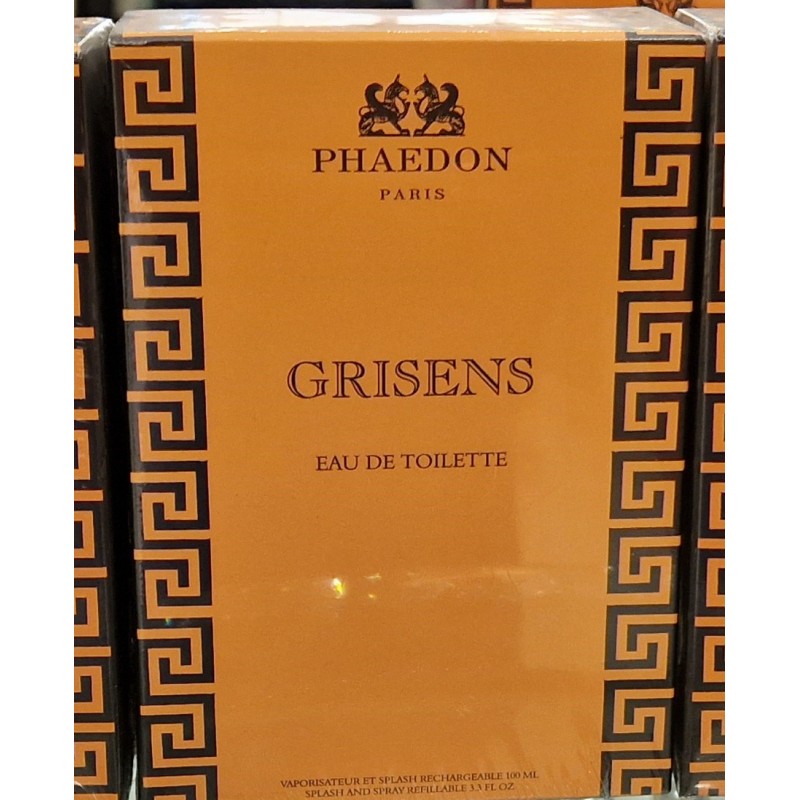 PHAEDON
PARIS
GRISENS
EAU DE TOILETTE
VAPORISATEUR ET SPLASH RECHARGEABLE 100 ML
SPLASH AND SPRAY REFILLABLE 3.3 FL OZ